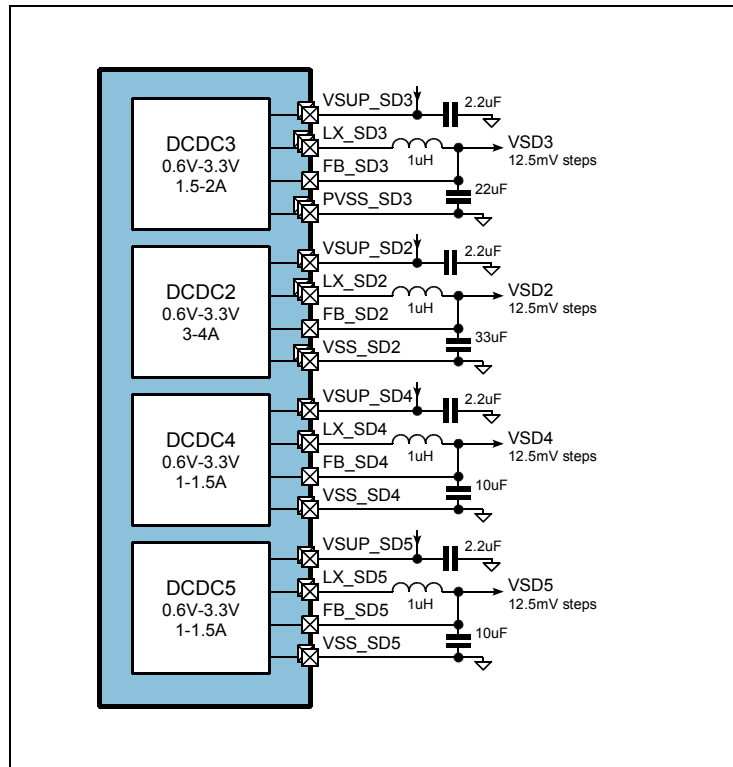 VSUP_SD3
2.2uF
DCDC3
0.6V-3.3V
1.5-2A
LX_SD3
1uH
VSD3
12.5mV steps
FB_SD3
22uF
PVSS_SD3
VSUP_SD2
2.2uF
DCDC2
0.6V-3.3V
3-4A
LX_SD2
1uH
VSD2
12.5mV steps
FB_SD2
33uF
VSS_SD2
VSUP_SD4
2.2uF
DCDC4
0.6V-3.3V
1-1.5A
LX_SD4
1uH
VSD4
12.5mV steps
FB_SD4
10uF
VSS_SD4
VSUP_SD5
2.2uF
DCDC5
0.6V-3.3V
1-1.5A
LX_SD5
1uH
VSD5
12.5mV steps
FB_SD5
10uF
VSS_SD5